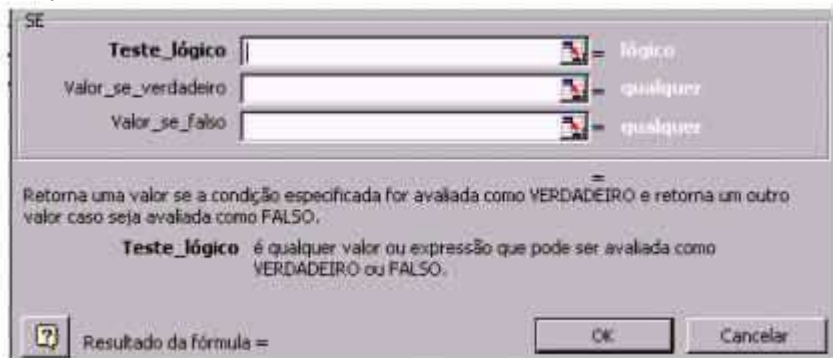 SE
Teste_lógico = lógico
Valor_se_verdadeiro = qualquer
Valor_se_falso = qualquer
=
Retorna uma valor se a condição especificada for avaliada como VERDADEIRO e retorna um outro
valor caso seja avaliada como FALSO.
Teste_lógico é qualquer valor ou expressão que pode ser avaliada como
VERDADEIRO ou FALSO.
? Resultado da fórmula = OK Cancelar